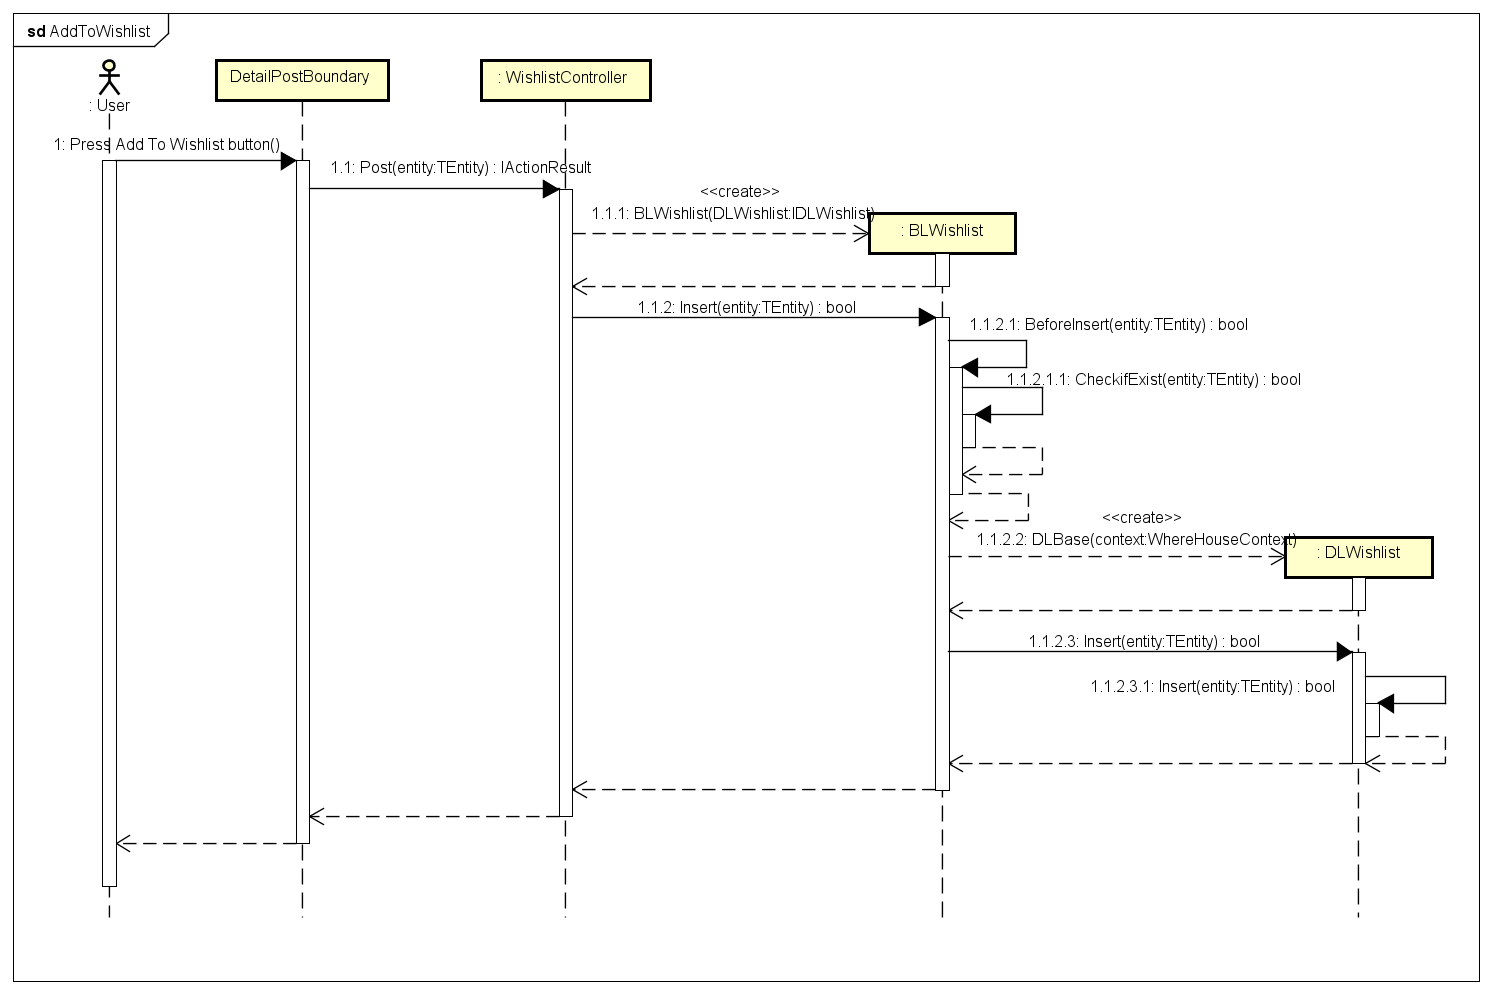 sd AddToWishlist
: User
DetailPostBoundary
: WishlistController
1: Press Add To Wishlist button()
1.1: Post(entity:TEntity) : IActionResult
<<create>>
1.1.1: BLWishlist(DLWishlist:IDLWishlist)
: BLWishlist
1.1.2: Insert(entity:TEntity) : bool
1.1.2.1: BeforeInsert(entity:TEntity) : bool
1.1.2.1.1: CheckifExist(entity:TEntity) : bool
<<create>>
1.1.2.2: DLBase(context:WhereHouseContext)
: DLWishlist
1.1.2.3: Insert(entity:TEntity) : bool
1.1.2.3.1: Insert(entity:TEntity) : bool